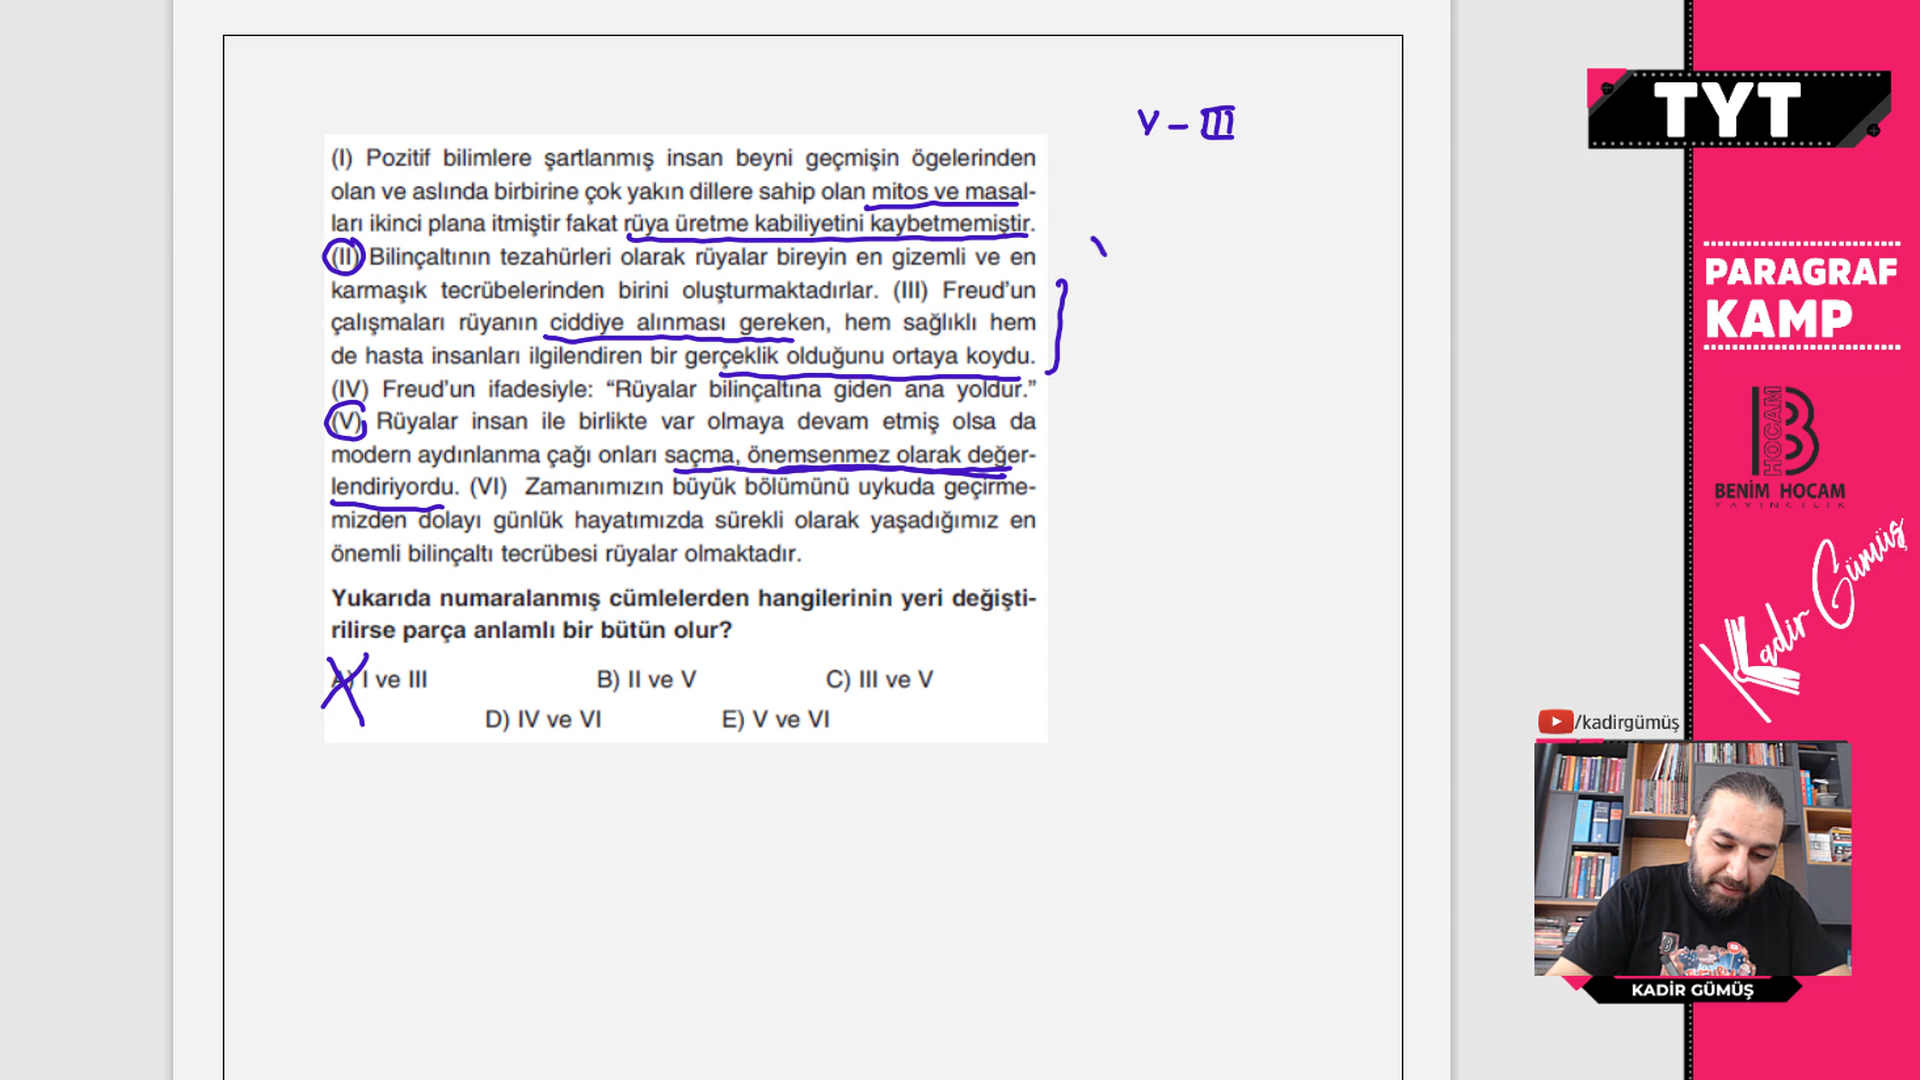 V - III
(I) Pozitif bilimlere şartlanmış insan beyni geçmişin ögelerinden
olan ve aslında birbirine çok yakın dillere sahip olan mitos ve masal-
ları ikinci plana itmiştir fakat rüya üretme kabiliyetini kaybetmemiştir.
(II) Bilinçaltının tezahürleri olarak rüyalar bireyin en gizemli ve en
karmaşık tecrübelerinden birini oluşturmaktadırlar. (III) Freud’un
çalışmaları rüyanın ciddiye alınması gereken, hem sağlıklı hem
de hasta insanları ilgilendiren bir gerçeklik olduğunu ortaya koydu.
(IV) Freud’un ifadesiyle: “Rüyalar bilinçaltına giden ana yoldur.”
(V) Rüyalar insan ile birlikte var olmaya devam etmiş olsa da
modern aydınlanma çağı onları saçma, önemsenmez olarak değer-
lendiriyordu. (VI) Zamanımızın büyük bölümünü uykuda geçirme-
mizden dolayı günlük hayatımızda sürekli olarak yaşadığımız en
önemli bilinçaltı tecrübesi rüyalar olmaktadır.
Yukarıda numaralanmış cümlelerden hangilerinin yeri değişti-
rilirse parça anlamlı bir bütün olur?
A) I ve III B) II ve V C) III ve V
D) IV ve VI E) V ve VI
TYT
PARAGRAF
KAMP
HOCAM
B
BENİM HOCAM
YAYINCILIK
Kadir Gümüş
/kadirgümüş
KADİR GÜMÜŞ